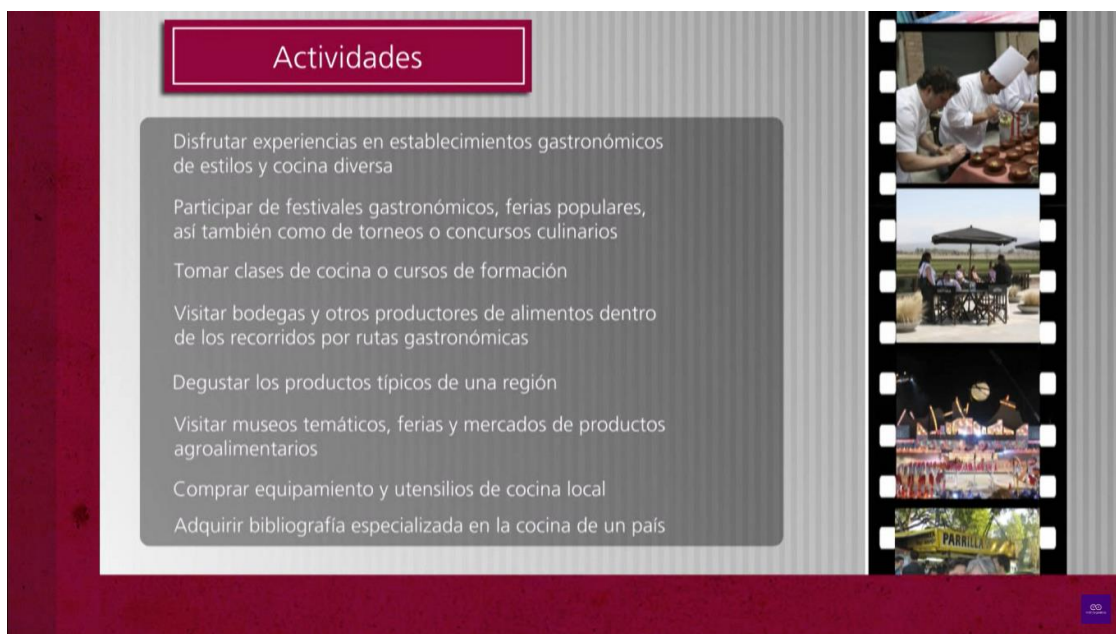 Actividades
Disfrutar experiencias en establecimientos gastronómicos
de estilos y cocina diversa
Participar de festivales gastronómicos, ferias populares,
así también como de torneos o concursos culinarios
Tomar clases de cocina o cursos de formación
Visitar bodegas y otros productores de alimentos dentro
de los recorridos por rutas gastronómicas
Degustar los productos típicos de una región
Visitar museos temáticos, ferias y mercados de productos
agroalimentarios
Comprar equipamiento y utensilios de cocina local
Adquirir bibliografía especializada en la cocina de un país
PARRILLA